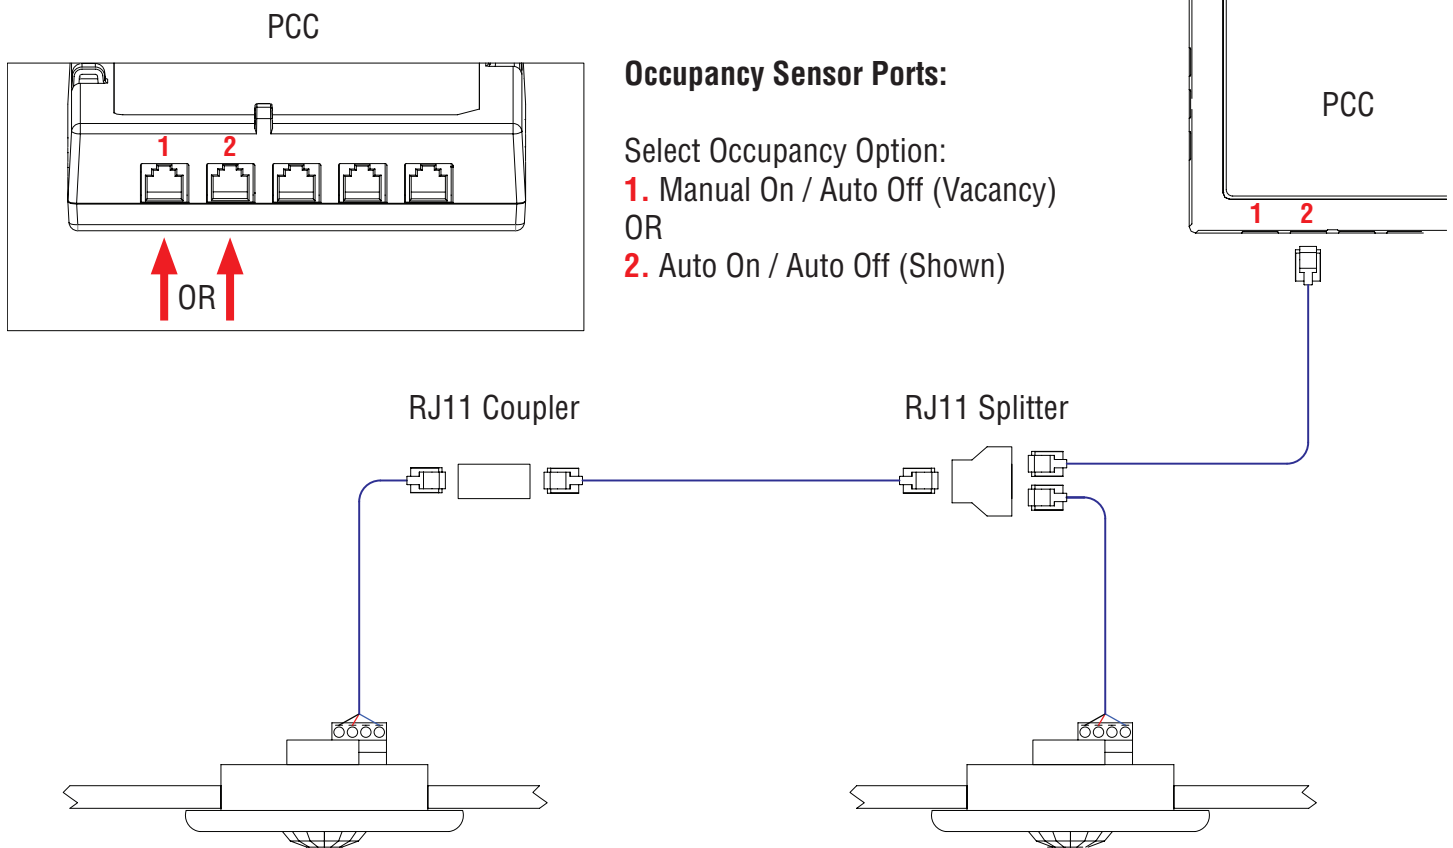 PCC
1 2
OR
Occupancy Sensor Ports:
Select Occupancy Option:
1. Manual On / Auto Off (Vacancy)
OR
2. Auto On / Auto Off (Shown)
PCC
1 2
RJ11 Coupler
RJ11 Splitter